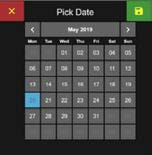 Pick Date
< May 2019 >
Mon Tue Wed Thu Fri Sat Sun
01 02 03 04 05
06 07 08 09 10 11 12
13 14 15 16 17 18 19
20 21 22 23 24 25 26
27 28 29 30 31